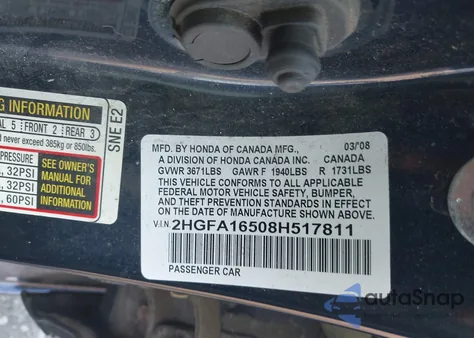 G INFORMATION
AL 5 FRONT 2 REAR 3
d never exceed 385kg or 850lbs.
PRESSURE
, 32PSI
, 32PSI
, 60PSI
SEE OWNER'S
MANUAL FOR
ADDITIONAL
INFORMATION
SNE E2
MFD. BY HONDA OF CANADA MFG., 03/08
A DIVISION OF HONDA CANADA INC. CANADA
GVWR 3671LBS GAWR F 1940LBS R 1731LBS
THIS VEHICLE CONFORMS TO ALL APPLICABLE
FEDERAL MOTOR VEHICLE SAFETY, BUMPER,
AND THEFT PREVENTION STANDARDS IN EFFECT
ON THE DATE OF MANUFACTURE SHOWN ABOVE.
V.I.N. 2HGFA16508H517811
PASSENGER CAR
autoSnap